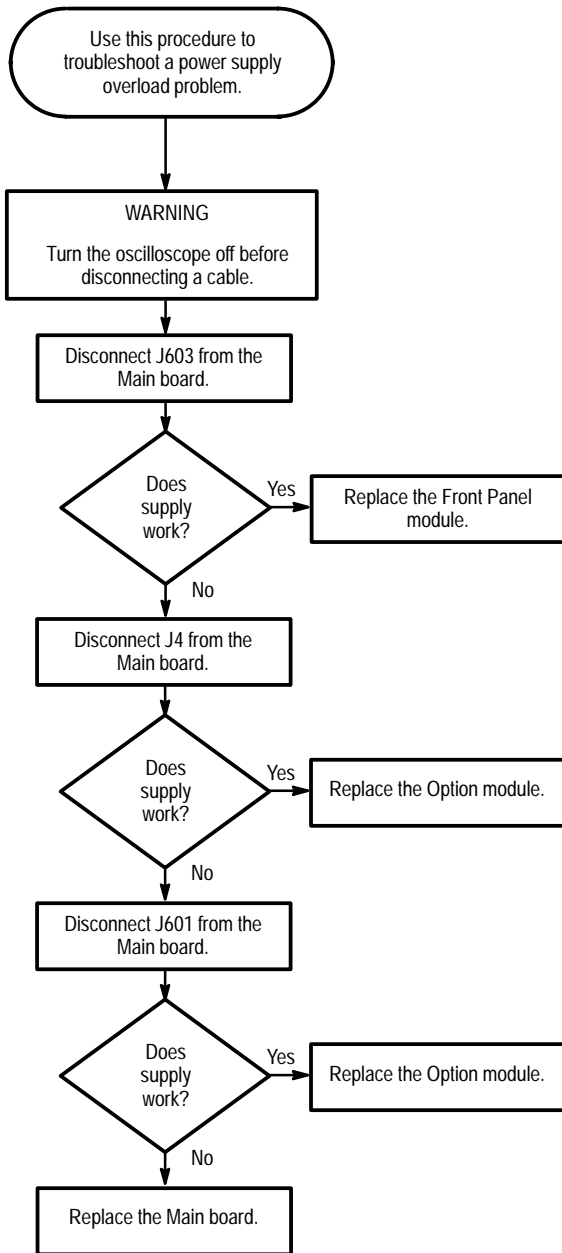 Use this procedure to
troubleshoot a power supply
overload problem.
WARNING
Turn the oscilloscope off before
disconnecting a cable.
Disconnect J603 from the
Main board.
Does
supply
work?
Yes
Replace the Front Panel
module.
No
Disconnect J4 from the
Main board.
Does
supply
work?
Yes
Replace the Option module.
No
Disconnect J601 from the
Main board.
Does
supply
work?
Yes
Replace the Option module.
No
Replace the Main board.